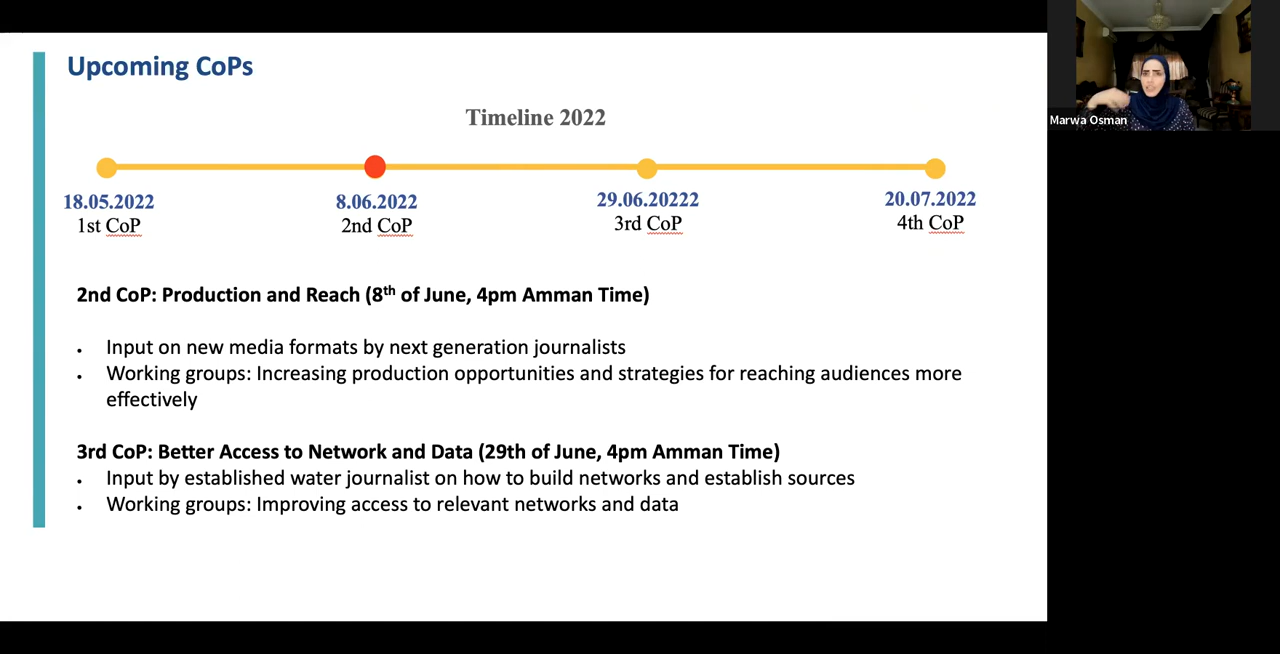 Upcoming CoPs
Timeline 2022
18.05.2022
1st CoP
8.06.2022
2nd CoP
29.06.20222
3rd CoP
20.07.2022
4th CoP
2nd CoP: Production and Reach (8th of June, 4pm Amman Time)
• Input on new media formats by next generation journalists
• Working groups: Increasing production opportunities and strategies for reaching audiences more
effectively
3rd CoP: Better Access to Network and Data (29th of June, 4pm Amman Time)
• Input by established water journalist on how to build networks and establish sources
• Working groups: Improving access to relevant networks and data
Marwa Osman